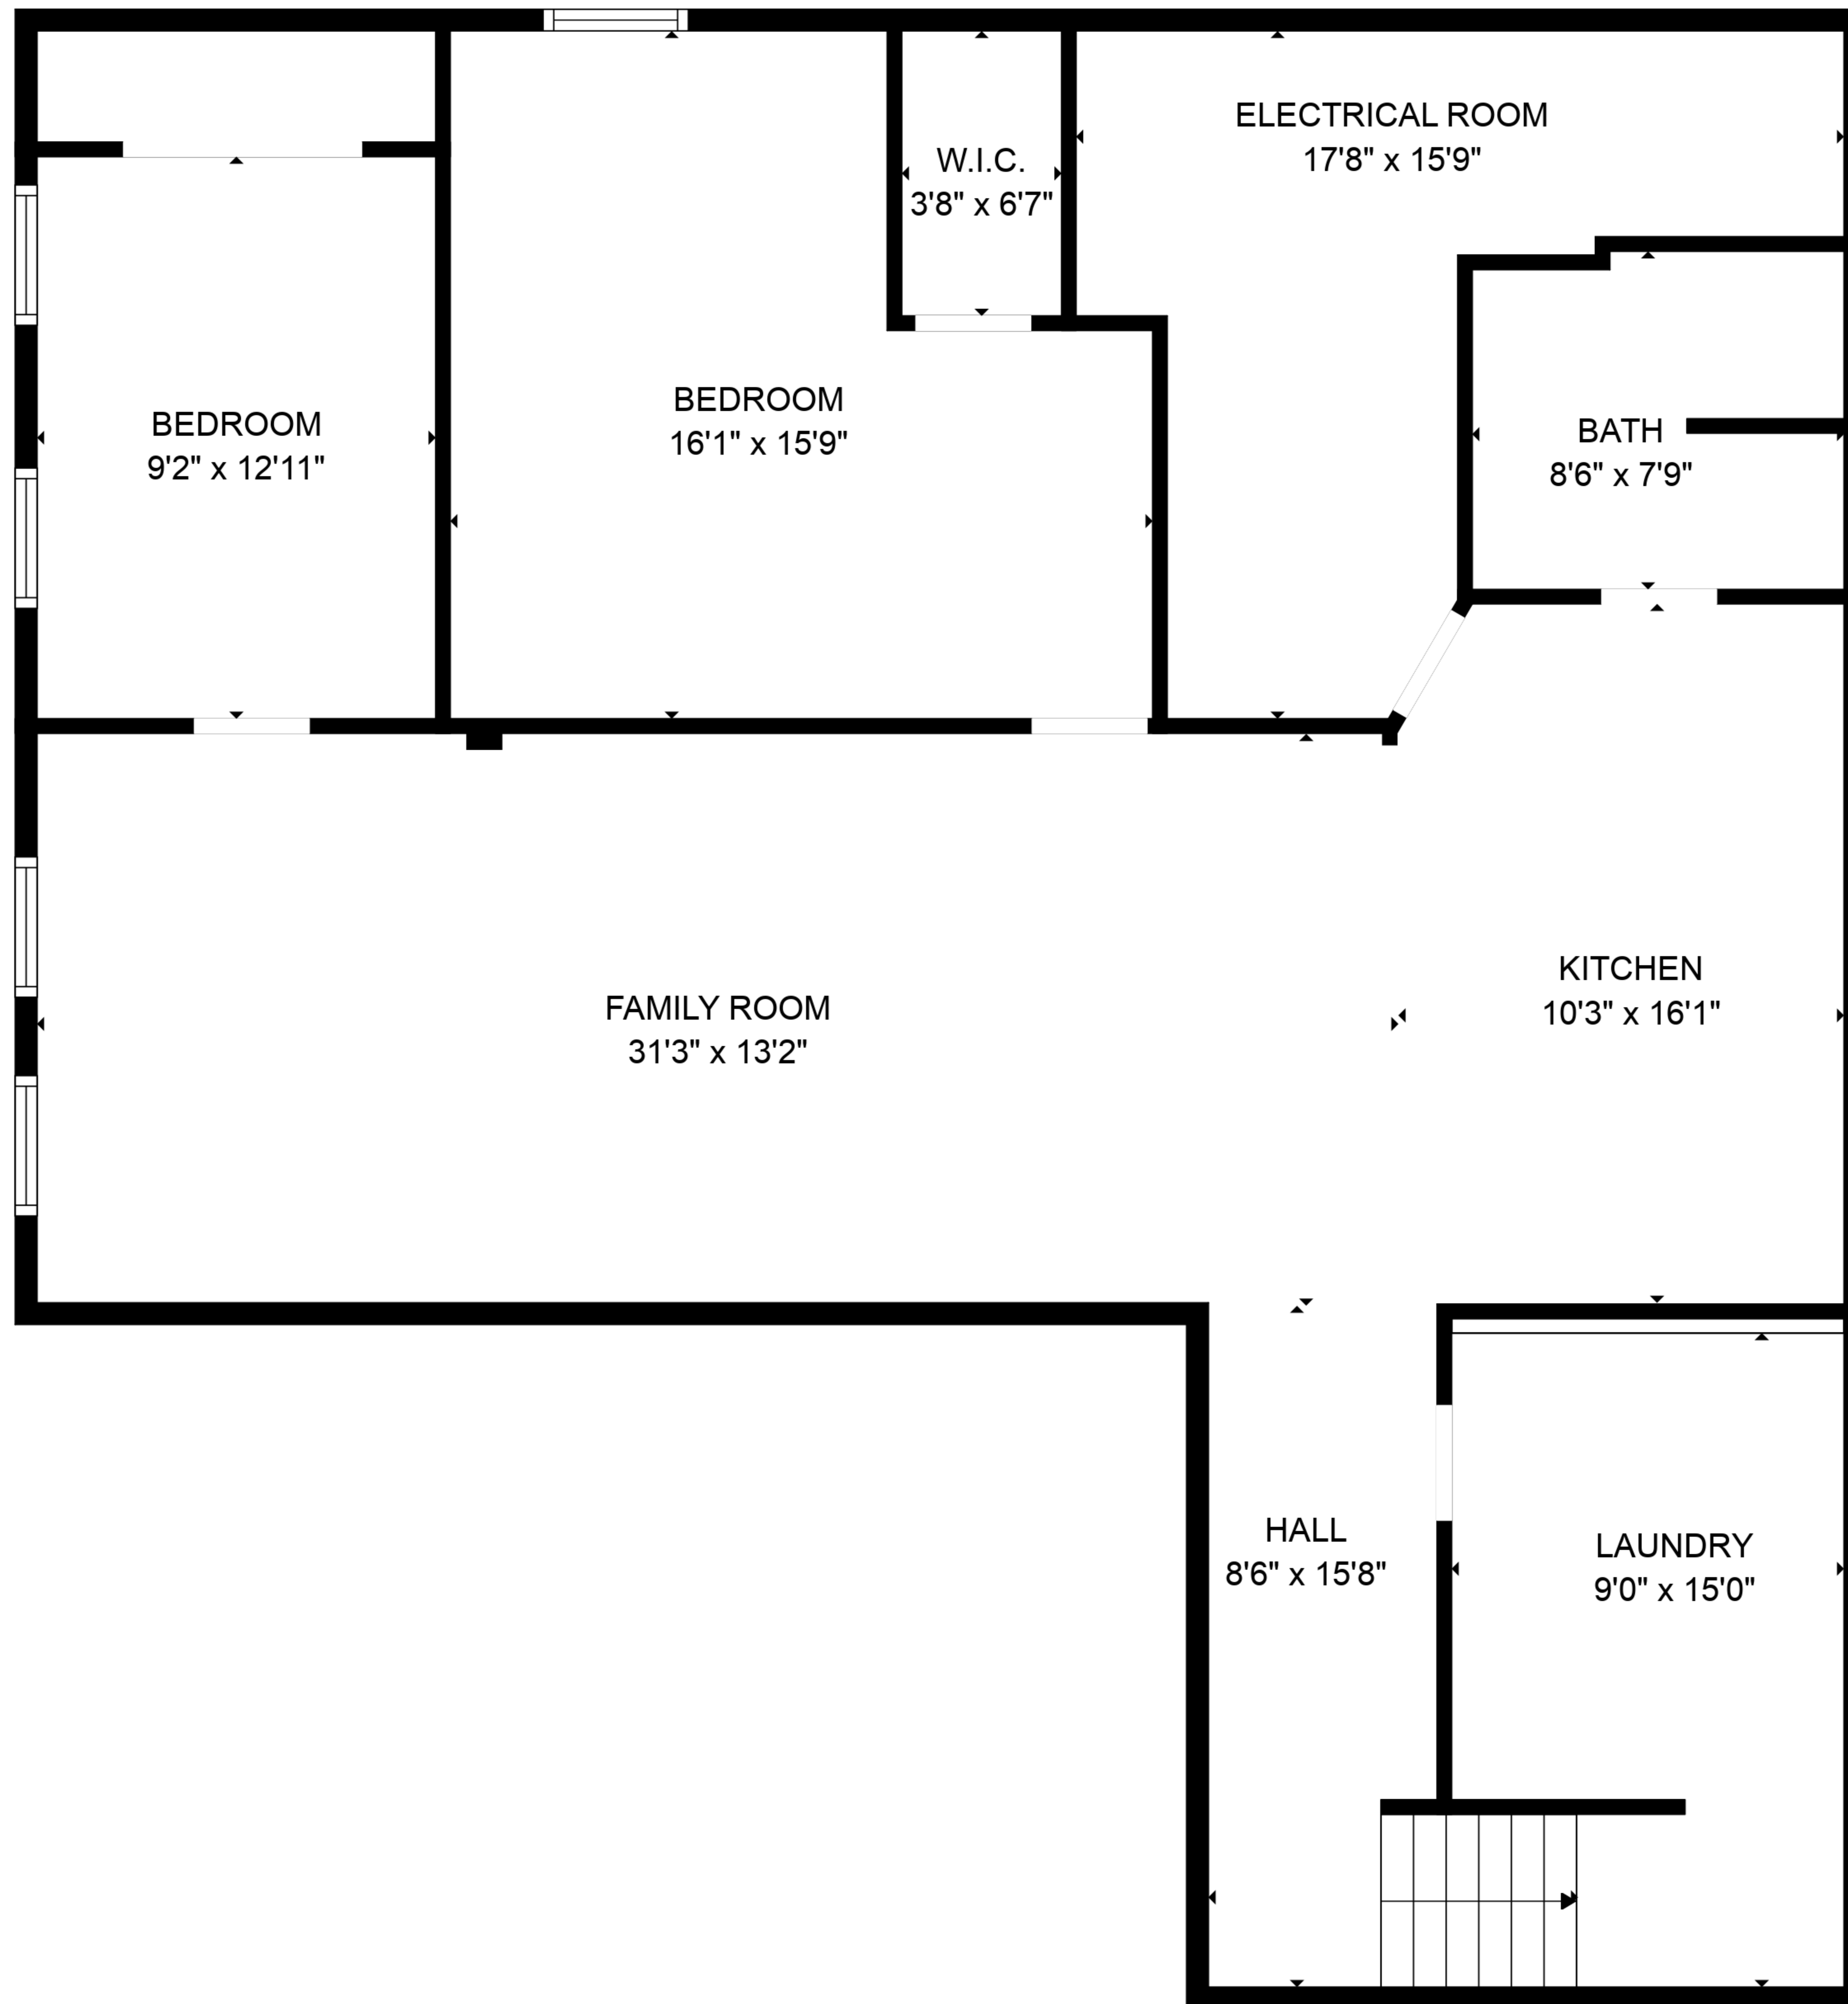 ELECTRICAL ROOM
17'8" x 15'9"
W.I.C.
3'8" x 6'7"
BEDROOM
9'2" x 12'11"
BEDROOM
16'1" x 15'9"
BATH
8'6" x 7'9"
FAMILY ROOM
31'3" x 13'2"
KITCHEN
10'3" x 16'1"
HALL
8'6" x 15'8"
LAUNDRY
9'0" x 15'0"